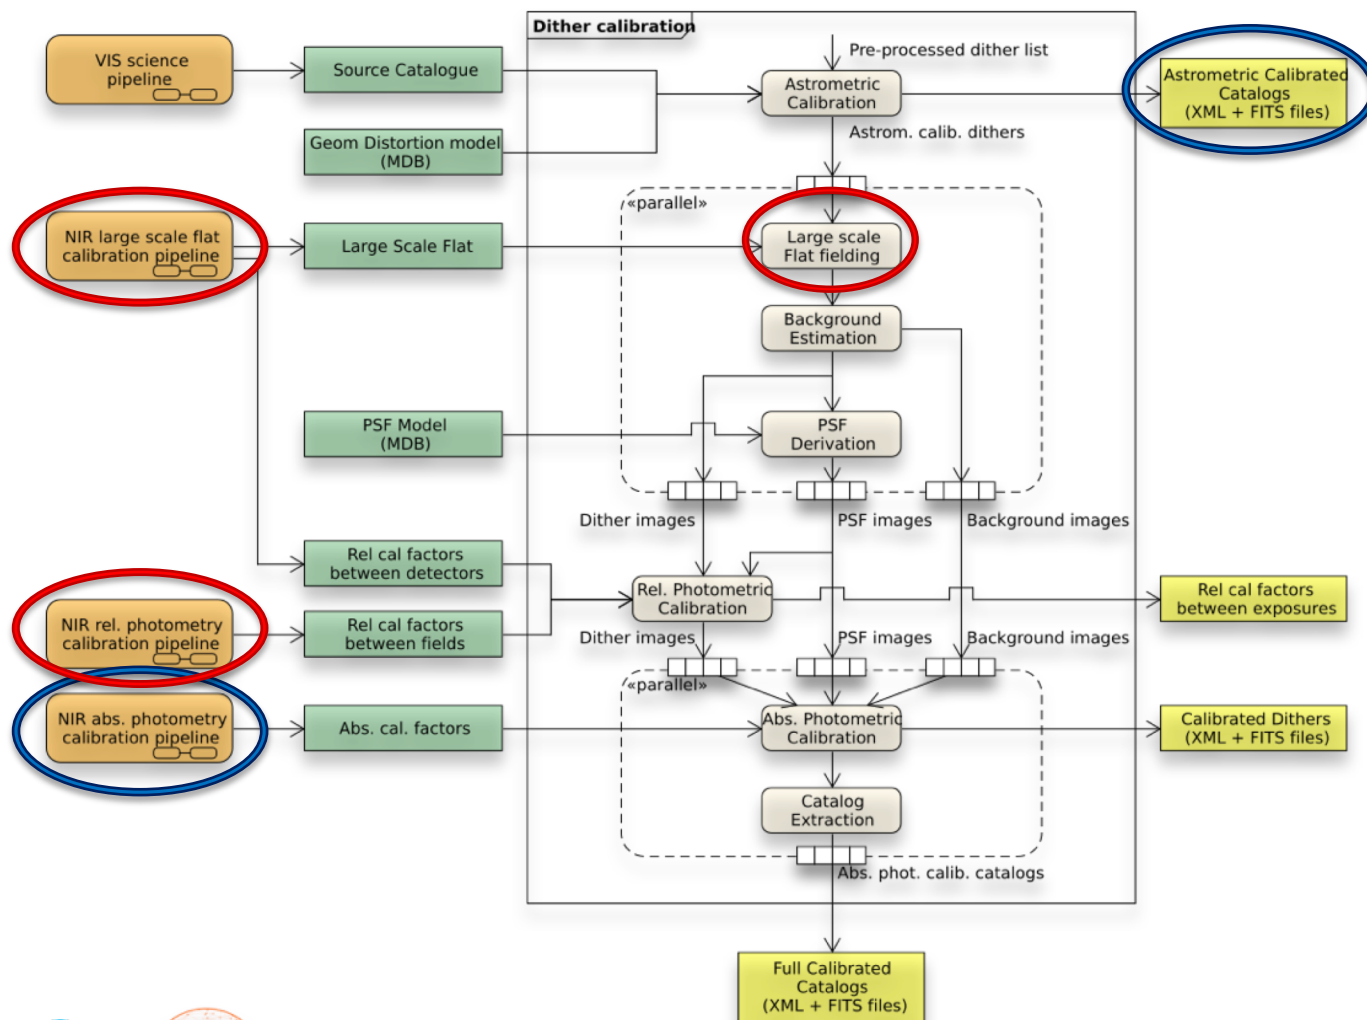 Dither calibration
VIS science
pipeline
Source Catalogue
Pre-processed dither list
Astrometric
Calibration
Astrometric Calibrated
Catalogs
(XML + FITS files)
Geom Distortion model
(MDB)
Astrom. calib. dithers
«parallel»
NIR large scale flat
calibration pipeline
Large Scale Flat
Large scale
Flat fielding
Background
Estimation
PSF Model
(MDB)
PSF
Derivation
Dither images
PSF images
Background images
Rel cal factors
between detectors
Rel. Photometric
Calibration
Rel cal factors
between exposures
NIR rel. photometry
calibration pipeline
Rel cal factors
between fields
Dither images
PSF images
Background images
«parallel»
NIR abs. photometry
calibration pipeline
Abs. cal. factors
Abs. Photometric
Calibration
Calibrated Dithers
(XML + FITS files)
Catalog
Extraction
Abs. phot. calib. catalogs
Full Calibrated
Catalogs
(XML + FITS files)